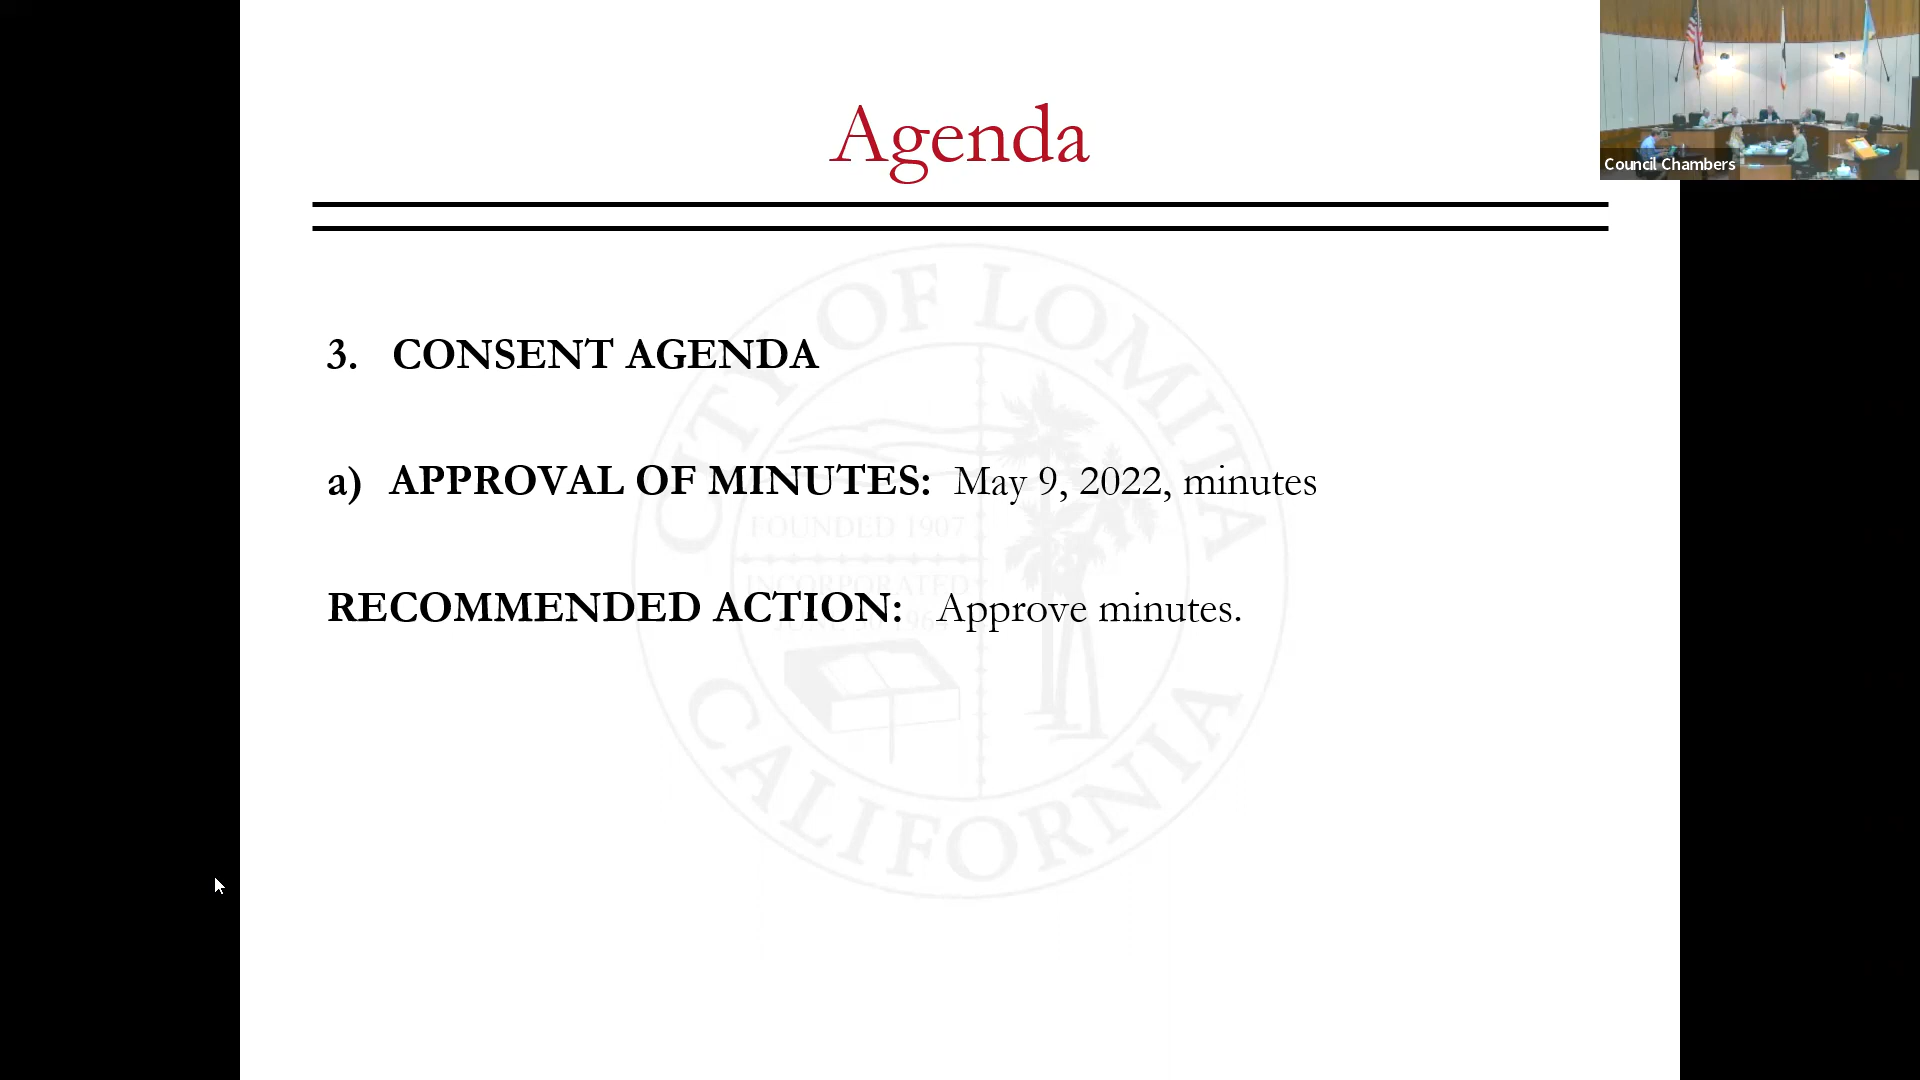 Agenda
Council Chambers
CITY OF LOMITA
3. CONSENT AGENDA
a) APPROVAL OF MINUTES: May 9, 2022, minutes
FOUNDED 1907
INCORPORATED
RECOMMENDED ACTION: Approve minutes.
CALIFORNIA